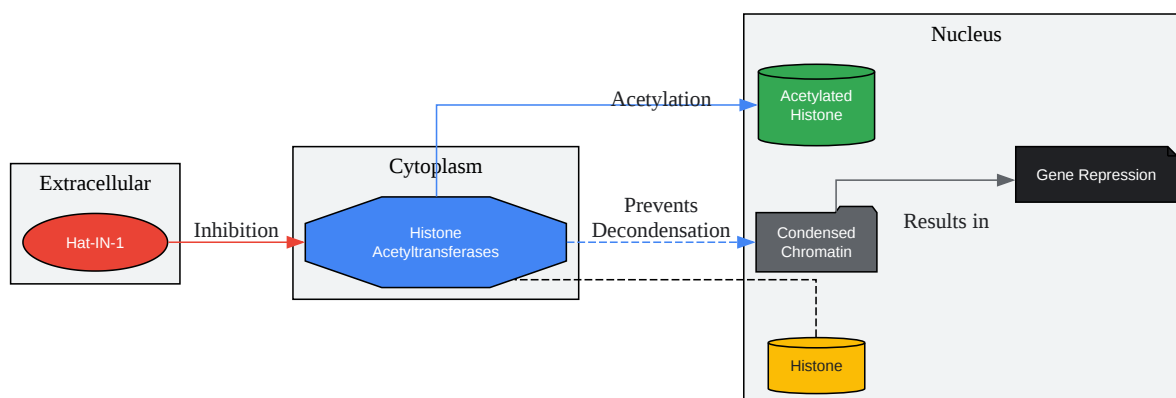 Nucleus
Acetylation
Acetylated
Histone
Extracellular
Cytoplasm
Gene Repression
Hat-IN-1
Inhibition
Histone
Acetyltransferases
Prevents
Decondensation
Condensed
Chromatin
Results in
Histone